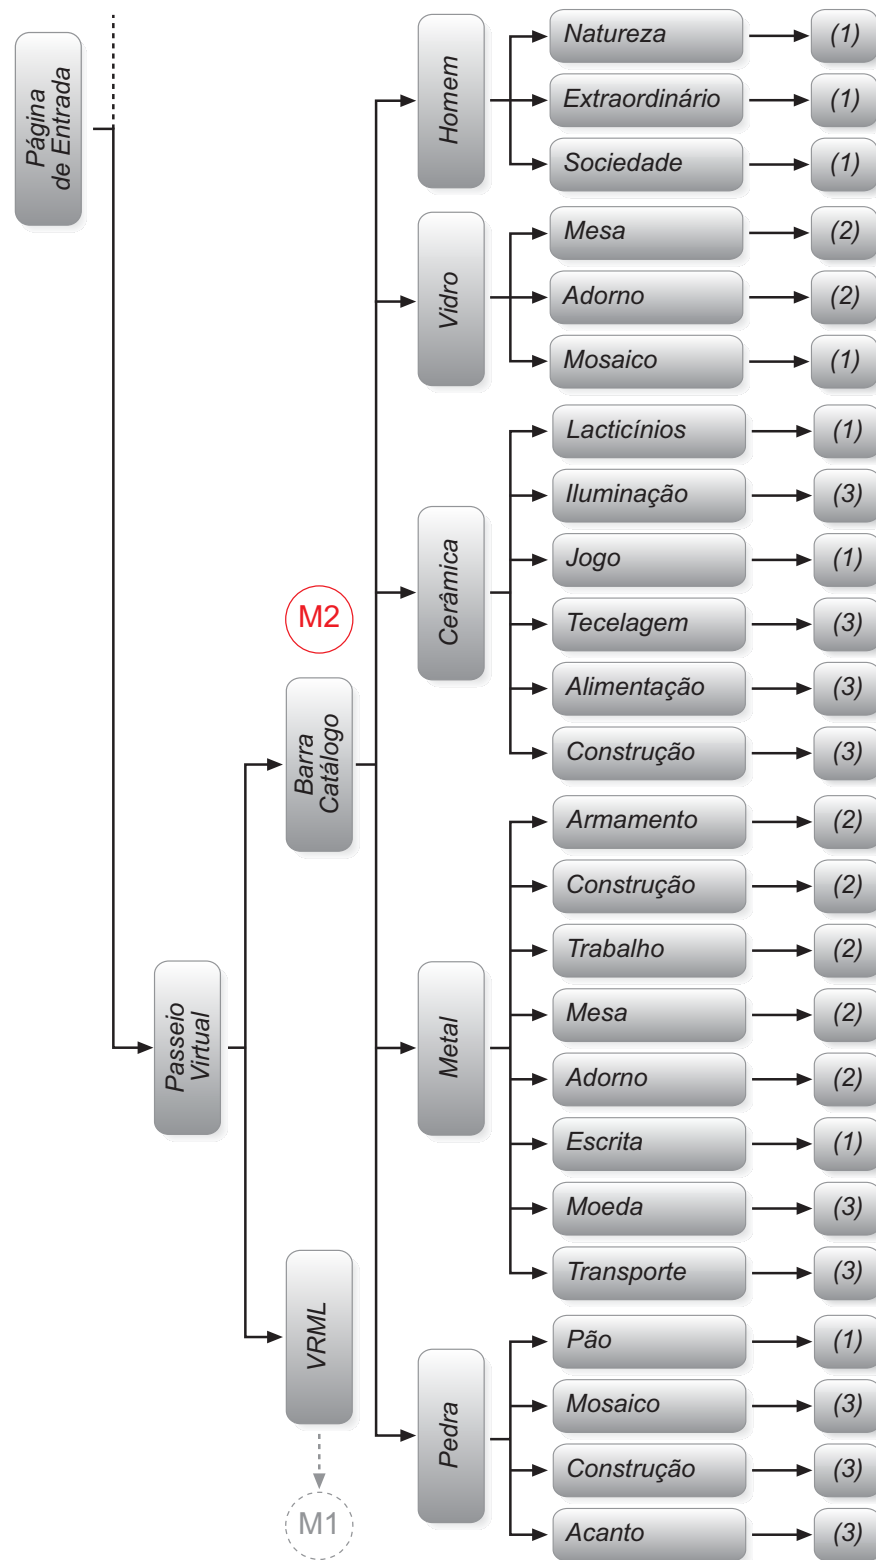 Página
de Entrada
Passeio
Virtual
Barra
Catálogo
VRML
M2
M1
Homem
Natureza (1)
Extraordinário (1)
Sociedade (1)
Vidro
Mesa (2)
Adorno (2)
Mosaico (1)
Cerâmica
Lacticínios (1)
Iluminação (3)
Jogo (1)
Tecelagem (3)
Alimentação (3)
Construção (3)
Metal
Armamento (2)
Construção (2)
Trabalho (2)
Mesa (2)
Adorno (2)
Escrita (1)
Moeda (3)
Transporte (3)
Pedra
Pão (1)
Mosaico (3)
Construção (3)
Acanto (3)